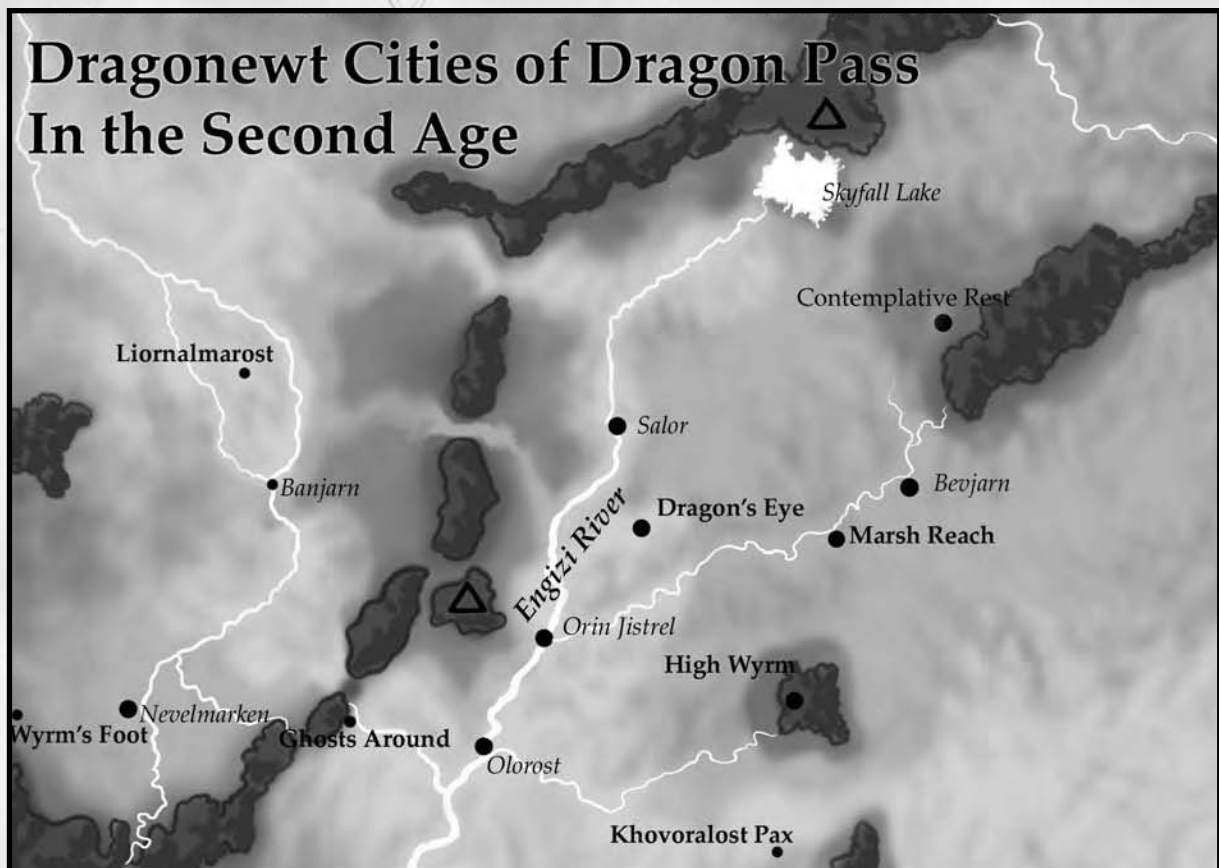 Dragonewt Cities of Dragon Pass
In the Second Age
Skyfall Lake
Contemplative Rest
Liornalmarost
Salor
Banjarn
Bevjarn
Dragon's Eye
Marsh Reach
Engizi River
Orin Jistrel
High Wyrm
Nevelmarken
Wyrm's Foot
Ghosts Around
Olorost
Khovoralost Pax